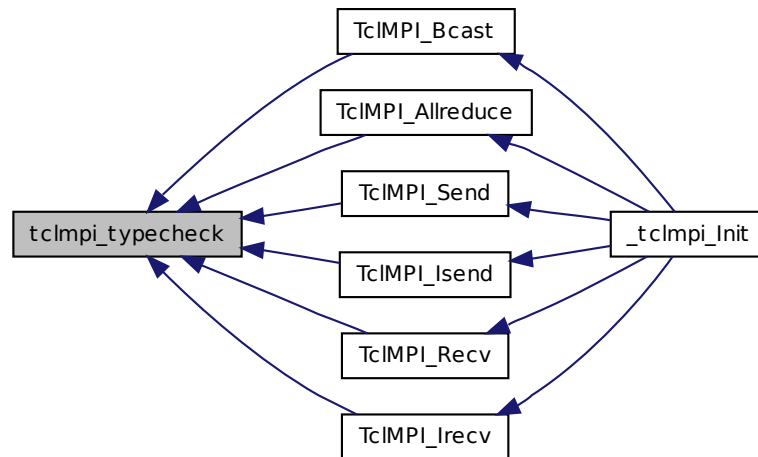 TclMPI_Bcast
TclMPI_Allreduce
TclMPI_Send
tclmpi_typecheck
_tclmpi_Init
TclMPI_Isend
TclMPI_Recv
TclMPI_Irecv